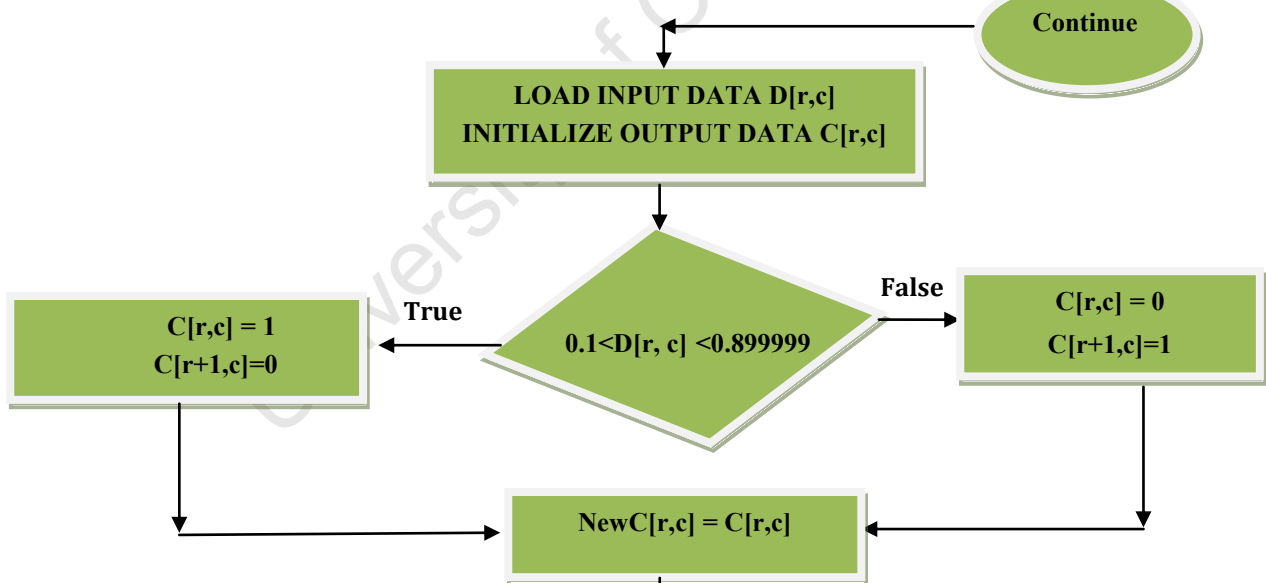 Continue
LOAD INPUT DATA D[r,c]
INITIALIZE OUTPUT DATA C[r,c]
True
False
0.1<D[r, c] <0.899999
C[r,c] = 1
C[r+1,c]=0
C[r,c] = 0
C[r+1,c]=1
NewC[r,c] = C[r,c]